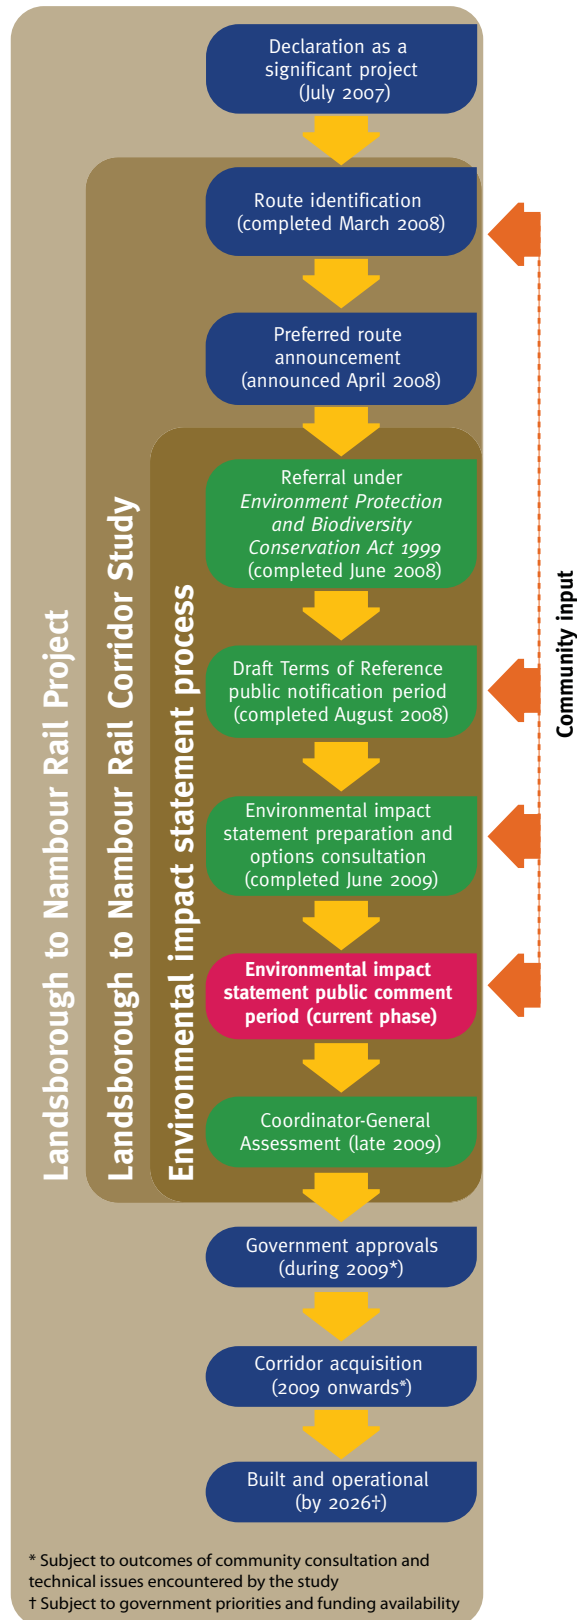 Declaration as a
significant project
(July 2007)
Route identification
(completed March 2008)
Preferred route
announcement
(announced April 2008)
Referral under
Environment Protection
and Biodiversity
Conservation Act 1999
(completed June 2008)
Draft Terms of Reference
public notification period
(completed August 2008)
Environmental impact
statement preparation and
options consultation
(completed June 2009)
Environmental impact
statement public comment
period (current phase)
Coordinator-General
Assessment (late 2009)
Government approvals
(during 2009*)
Corridor acquisition
(2009 onwards*)
Built and operational
(by 2026†)
Landsborough to Nambour Rail Project
Landsborough to Nambour Rail Corridor Study
Environmental impact statement process
Community input
* Subject to outcomes of community consultation and
technical issues encountered by the study
† Subject to government priorities and funding availability